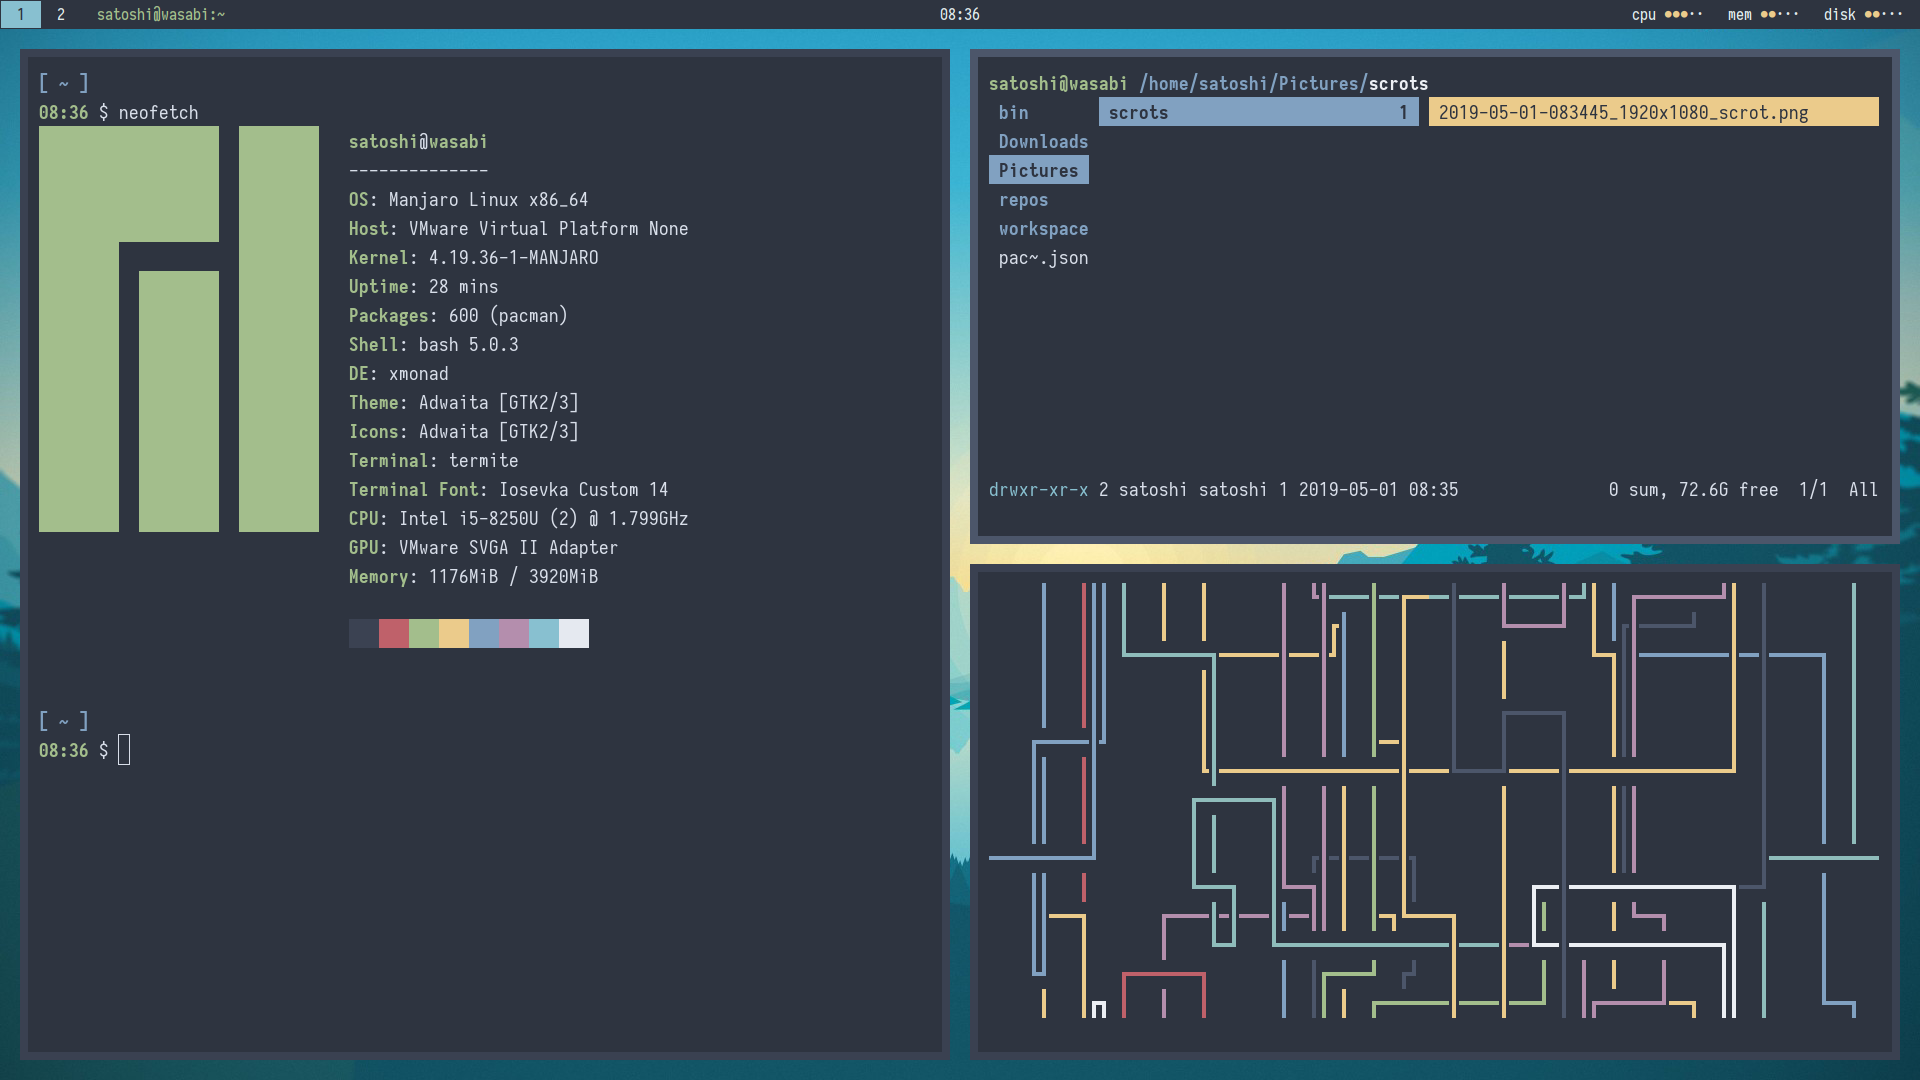 1 2 satoshi@wasabi:~ 08:36 cpu mem disk
[ ~ ]
08:36 $ neofetch
satoshi@wasabi
--------------
OS: Manjaro Linux x86_64
Host: VMware Virtual Platform None
Kernel: 4.19.36-1-MANJARO
Uptime: 28 mins
Packages: 600 (pacman)
Shell: bash 5.0.3
DE: xmonad
Theme: Adwaita [GTK2/3]
Icons: Adwaita [GTK2/3]
Terminal: termite
Terminal Font: Iosevka Custom 14
CPU: Intel i5-8250U (2) @ 1.799GHz
GPU: VMware SVGA II Adapter
Memory: 1176MiB / 3920MiB
[ ~ ]
08:36 $
satoshi@wasabi /home/satoshi/Pictures/scrots
bin scrots 1 2019-05-01-083445_1920x1080_scrot.png
Downloads
Pictures
repos
workspace
pac~.json
drwxr-xr-x 2 satoshi satoshi 1 2019-05-01 08:35 0 sum, 72.6G free 1/1 All